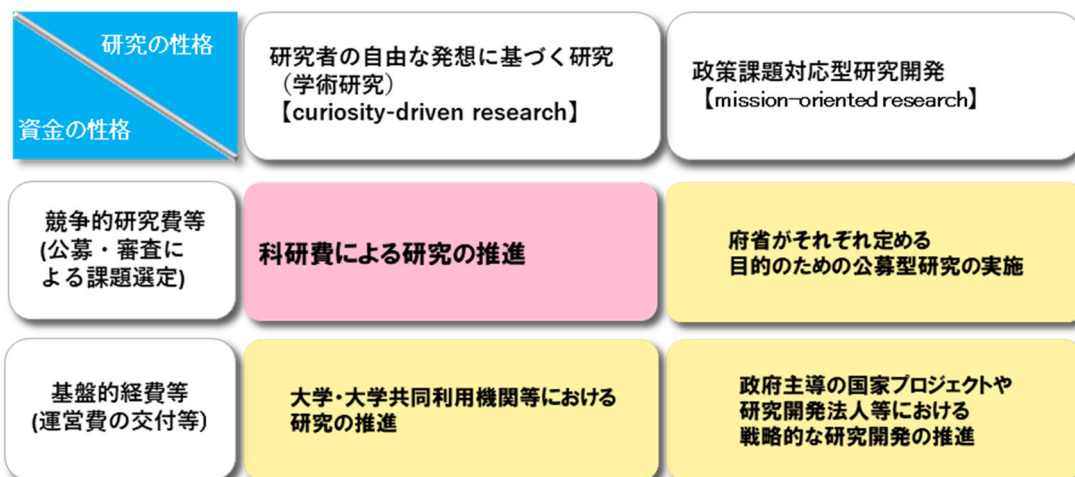 研究の性格
資金の性格
研究者の自由な発想に基づく研究
（学術研究）
【curiosity-driven research】
政策課題対応型研究開発
【mission-oriented research】
競争的研究費等
(公募・審査に
よる課題選定)
科研費による研究の推進
府省がそれぞれ定める
目的のための公募型研究の実施
基盤的経費等
(運営費の交付等)
大学・大学共同利用機関等における
研究の推進
政府主導の国家プロジェクトや
研究開発法人等における
戦略的な研究開発の推進